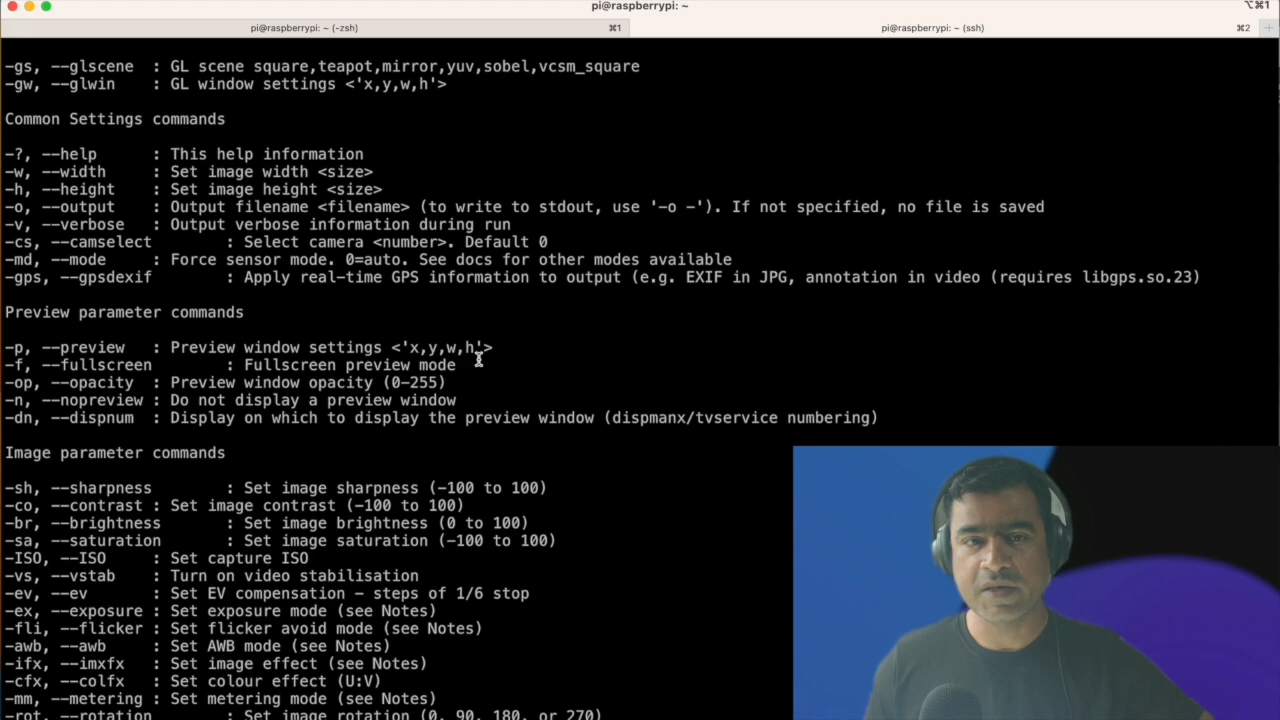 pi@raspberrypi: ~
⌥⌘1
pi@raspberrypi: ~ (-zsh)
⌘1
pi@raspberrypi: ~ (ssh)
⌘2
-gs, --glscene : GL scene square,teapot,mirror,yuv,sobel,vcsm_square
-gw, --glwin : GL window settings <'x,y,w,h'>
Common Settings commands
-?, --help : This help information
-w, --width : Set image width <size>
-h, --height : Set image height <size>
-o, --output : Output filename <filename> (to write to stdout, use '-o -'). If not specified, no file is saved
-v, --verbose : Output verbose information during run
-cs, --camselect : Select camera <number>. Default 0
-md, --mode : Force sensor mode. 0=auto. See docs for other modes available
-gps, --gpsdexif : Apply real-time GPS information to output (e.g. EXIF in JPG, annotation in video (requires libgps.so.23)
Preview parameter commands
-p, --preview : Preview window settings <'x,y,w,h'>
-f, --fullscreen : Fullscreen preview mode
-op, --opacity : Preview window opacity (0-255)
-n, --nopreview : Do not display a preview window
-dn, --dispnum : Display on which to display the preview window (dispmanx/tvservice numbering)
Image parameter commands
-sh, --sharpness : Set image sharpness (-100 to 100)
-co, --contrast : Set image contrast (-100 to 100)
-br, --brightness : Set image brightness (0 to 100)
-sa, --saturation : Set image saturation (-100 to 100)
-ISO, --ISO : Set capture ISO
-vs, --vstab : Turn on video stabilisation
-ev, --ev : Set EV compensation - steps of 1/6 stop
-ex, --exposure : Set exposure mode (see Notes)
-fli, --flicker : Set flicker avoid mode (see Notes)
-awb, --awb : Set AWB mode (see Notes)
-ifx, --imxfx : Set image effect (see Notes)
-cfx, --colfx : Set colour effect (U:V)
-mm, --metering : Set metering mode (see Notes)
-rot, --rotation : Set image rotation (0, 90, 180, or 270)